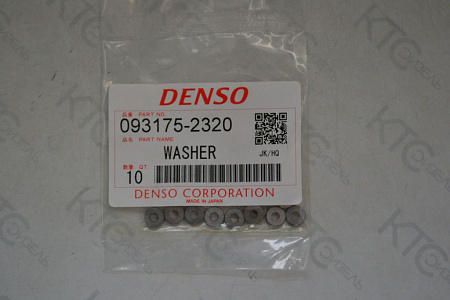 DENSO
品番 PART NO.
093175-2320
品名 PART NAME
WASHER
JK/HQ
数量 QT.
10
DENSO CORPORATION
MADE IN JAPAN